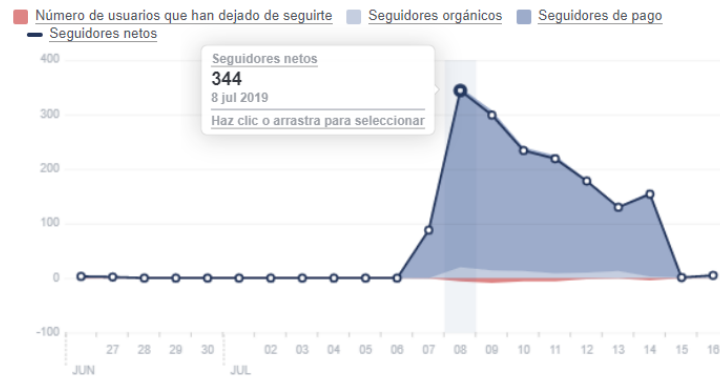 Número de usuarios que han dejado de seguirte Seguidores orgánicos Seguidores de pago
Seguidores netos
400
Seguidores netos
344
8 jul 2019
Haz clic o arrastra para seleccionar
300
200
100
0
-100
27 28 29 30 02 03 04 05 06 07 08 09 10 11 12 13 14 15 16
JUN JUL